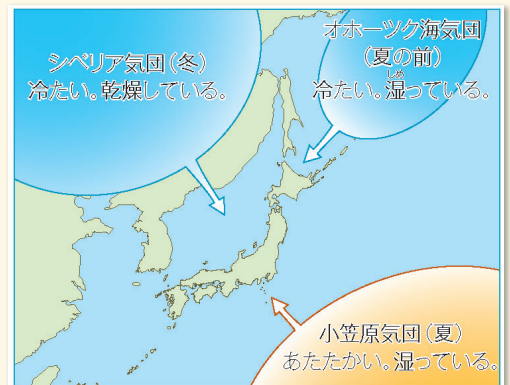 シベリア気団(冬)
冷たい。乾燥している。
オホーツク海気団
(夏の前)
しめ
冷たい。湿っている。
小笠原気団(夏)
あたたかい。湿っている。